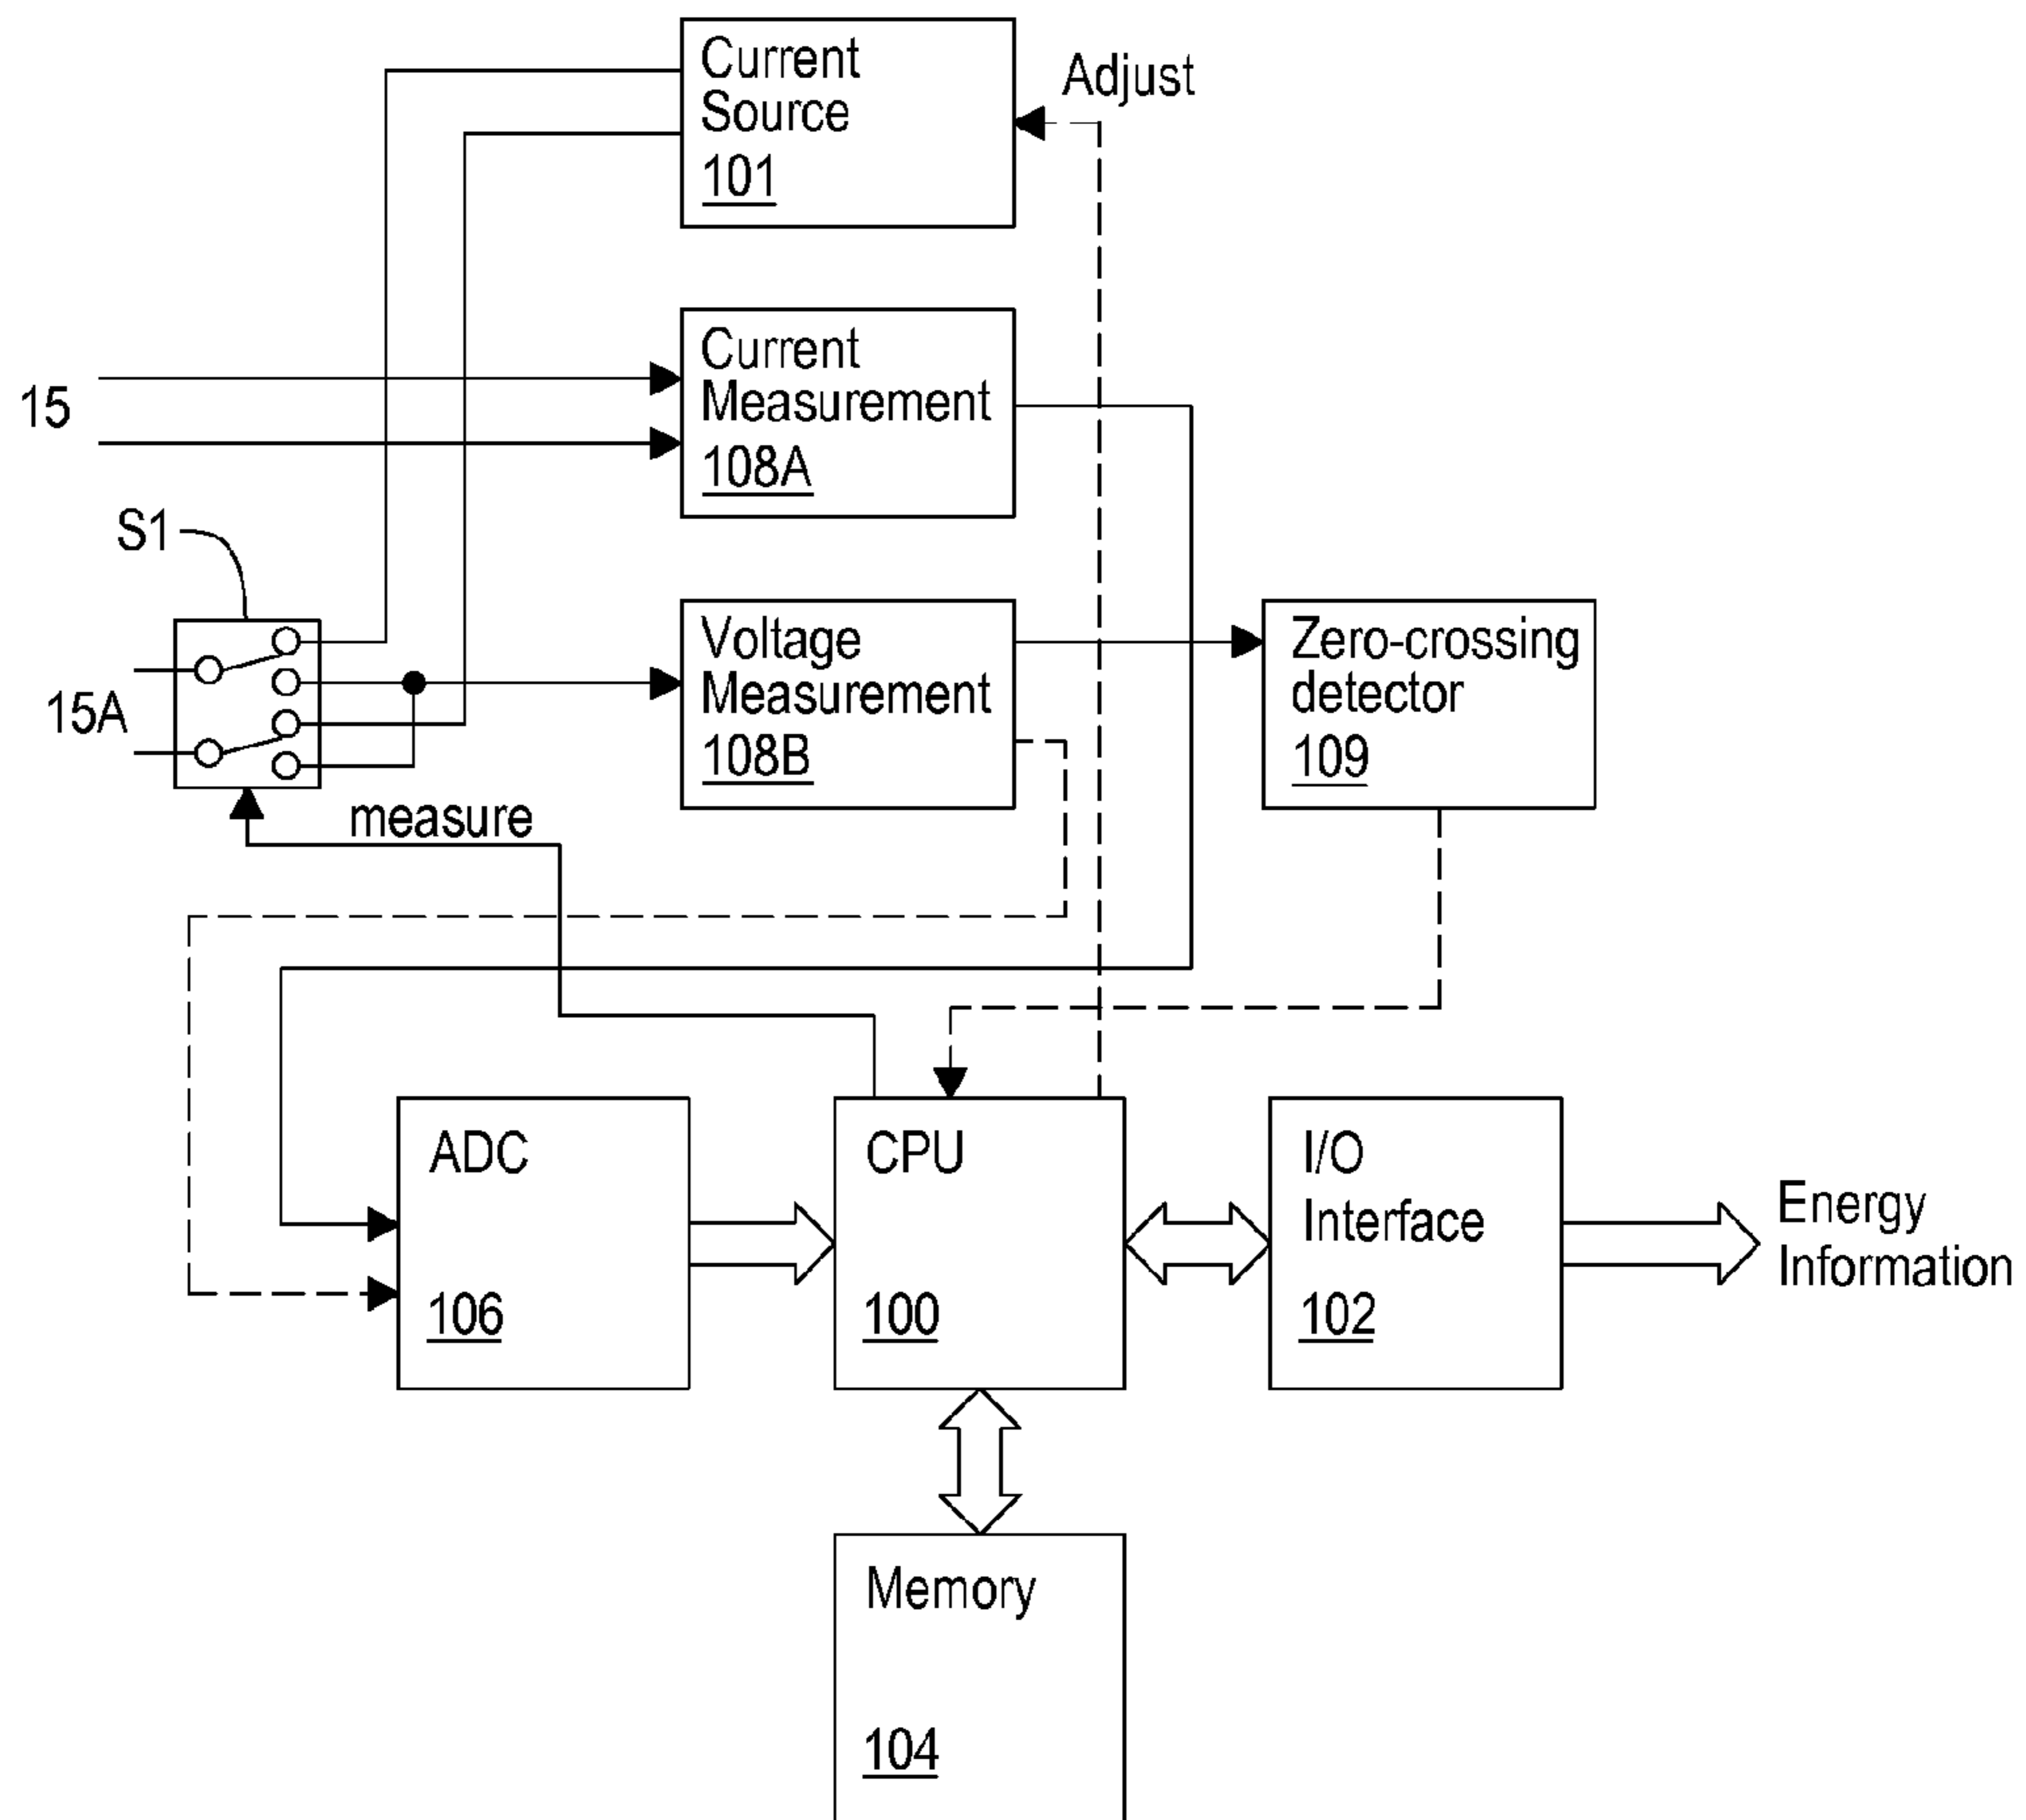 Current
Source
101
Adjust
Current
Measurement
108A
15
S1
Voltage
Measurement
108B
Zero-crossing
detector
109
15A
measure
ADC
106
CPU
100
I/O
Interface
102
Energy
Information
Memory
104